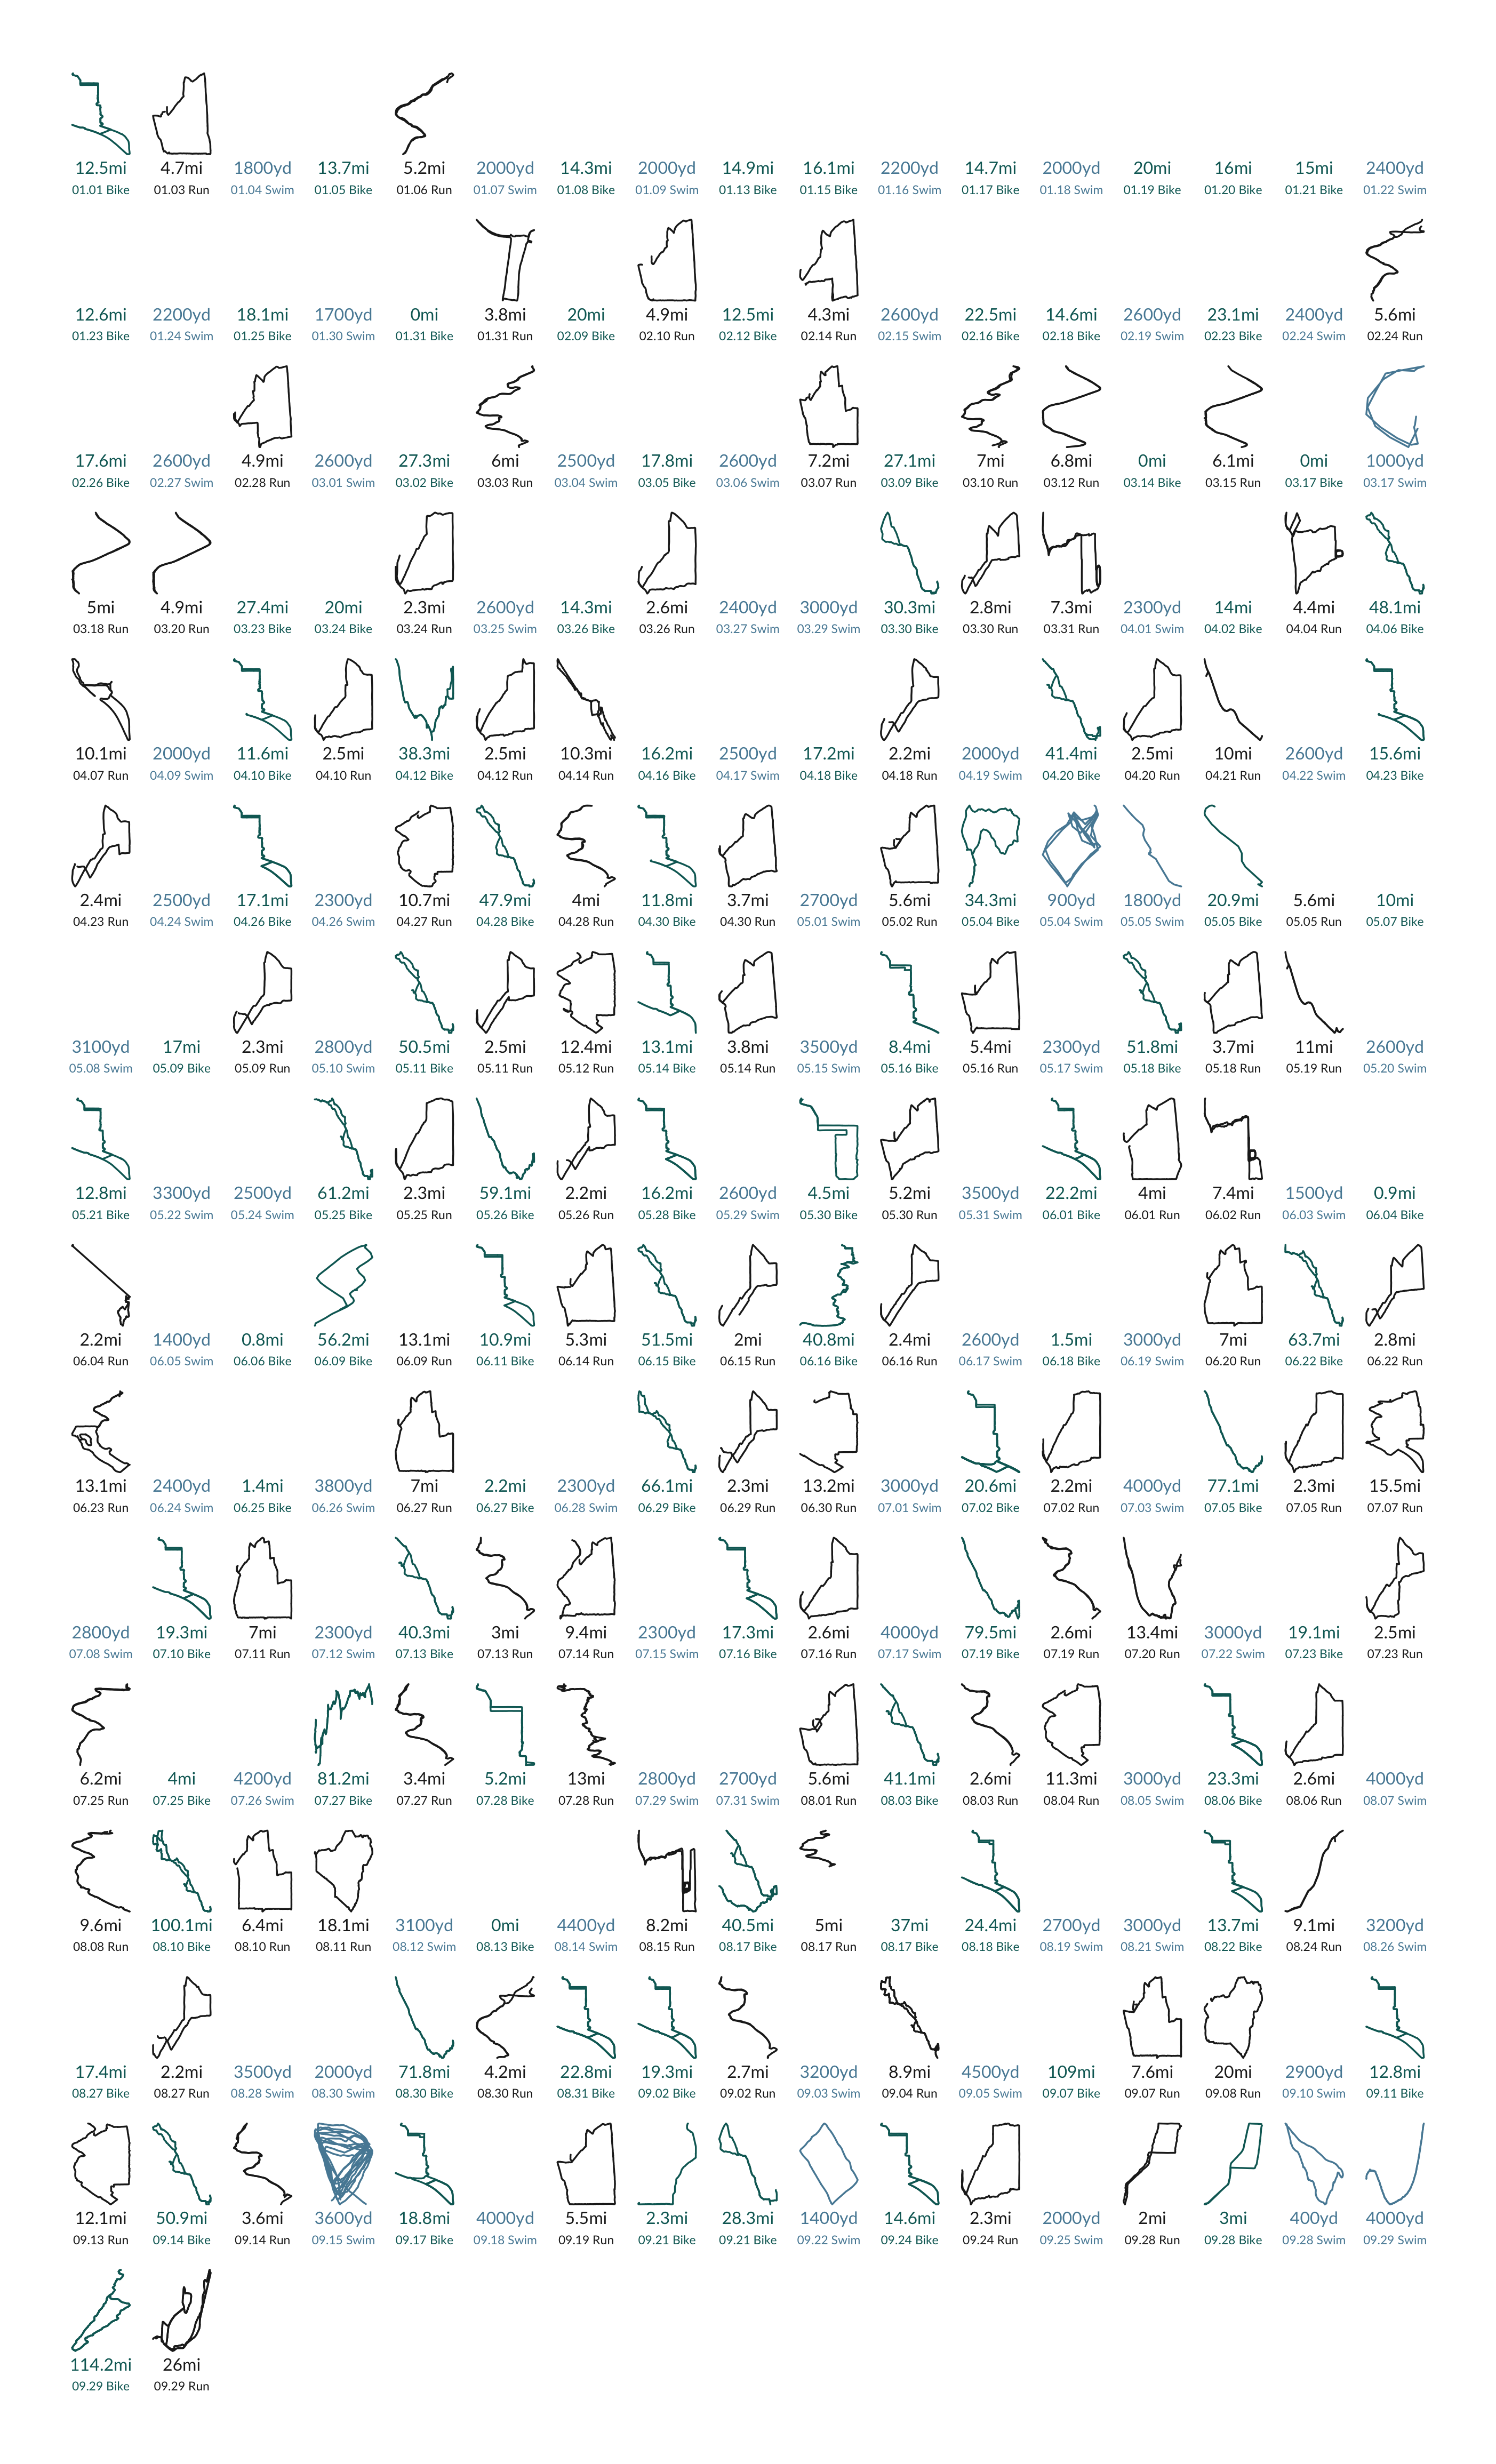 12.5mi 4.7mi 1800yd 13.7mi 5.2mi 2000yd 14.3mi 2000yd 14.9mi 16.1mi 2200yd 14.7mi 2000yd 20mi 16mi 15mi 2400yd
01.01 Bike 01.03 Run 01.04 Swim 01.05 Bike 01.06 Run 01.07 Swim 01.08 Bike 01.09 Swim 01.13 Bike 01.15 Bike 01.16 Swim 01.17 Bike 01.18 Swim 01.19 Bike 01.20 Bike 01.21 Bike 01.22 Swim
12.6mi 2200yd 18.1mi 1700yd 0mi 3.8mi 20mi 4.9mi 12.5mi 4.3mi 2600yd 22.5mi 14.6mi 2600yd 23.1mi 2400yd 5.6mi
01.23 Bike 01.24 Swim 01.25 Bike 01.30 Swim 01.31 Bike 01.31 Run 02.09 Bike 02.10 Run 02.12 Bike 02.14 Run 02.15 Swim 02.16 Bike 02.18 Bike 02.19 Swim 02.23 Bike 02.24 Swim 02.24 Run
17.6mi 2600yd 4.9mi 2600yd 27.3mi 6mi 2500yd 17.8mi 2600yd 7.2mi 27.1mi 7mi 6.8mi 0mi 6.1mi 0mi 1000yd
02.26 Bike 02.27 Swim 02.28 Run 03.01 Swim 03.02 Bike 03.03 Run 03.04 Swim 03.05 Bike 03.06 Swim 03.07 Run 03.09 Bike 03.10 Run 03.12 Run 03.14 Bike 03.15 Run 03.17 Bike 03.17 Swim
5mi 4.9mi 27.4mi 20mi 2.3mi 2600yd 14.3mi 2.6mi 2400yd 3000yd 30.3mi 2.8mi 7.3mi 2300yd 14mi 4.4mi 48.1mi
03.18 Run 03.20 Run 03.23 Bike 03.24 Bike 03.24 Run 03.25 Swim 03.26 Bike 03.26 Run 03.27 Swim 03.29 Swim 03.30 Bike 03.30 Run 03.31 Run 04.01 Swim 04.02 Bike 04.04 Run 04.06 Bike
10.1mi 2000yd 11.6mi 2.5mi 38.3mi 2.5mi 10.3mi 16.2mi 2500yd 17.2mi 2.2mi 2000yd 41.4mi 2.5mi 10mi 2600yd 15.6mi
04.07 Run 04.09 Swim 04.10 Bike 04.10 Run 04.12 Bike 04.12 Run 04.14 Run 04.16 Bike 04.17 Swim 04.18 Bike 04.18 Run 04.19 Swim 04.20 Bike 04.20 Run 04.21 Run 04.22 Swim 04.23 Bike
2.4mi 2500yd 17.1mi 2300yd 10.7mi 47.9mi 4mi 11.8mi 3.7mi 2700yd 5.6mi 34.3mi 900yd 1800yd 20.9mi 5.6mi 10mi
04.23 Run 04.24 Swim 04.26 Bike 04.26 Swim 04.27 Run 04.28 Bike 04.28 Run 04.30 Bike 04.30 Run 05.01 Swim 05.02 Run 05.04 Bike 05.04 Swim 05.05 Swim 05.05 Bike 05.05 Run 05.07 Bike
3100yd 17mi 2.3mi 2800yd 50.5mi 2.5mi 12.4mi 13.1mi 3.8mi 3500yd 8.4mi 5.4mi 2300yd 51.8mi 3.7mi 11mi 2600yd
05.08 Swim 05.09 Bike 05.09 Run 05.10 Swim 05.11 Bike 05.11 Run 05.12 Run 05.14 Bike 05.14 Run 05.15 Swim 05.16 Bike 05.16 Run 05.17 Swim 05.18 Bike 05.18 Run 05.19 Run 05.20 Swim
12.8mi 3300yd 2500yd 61.2mi 2.3mi 59.1mi 2.2mi 16.2mi 2600yd 4.5mi 5.2mi 3500yd 22.2mi 4mi 7.4mi 1500yd 0.9mi
05.21 Bike 05.22 Swim 05.24 Swim 05.25 Bike 05.25 Run 05.26 Bike 05.26 Run 05.28 Bike 05.29 Swim 05.30 Bike 05.30 Run 05.31 Swim 06.01 Bike 06.01 Run 06.02 Run 06.03 Swim 06.04 Bike
2.2mi 1400yd 0.8mi 56.2mi 13.1mi 10.9mi 5.3mi 51.5mi 2mi 40.8mi 2.4mi 2600yd 1.5mi 3000yd 7mi 63.7mi 2.8mi
06.04 Run 06.05 Swim 06.06 Bike 06.09 Bike 06.09 Run 06.11 Bike 06.14 Run 06.15 Bike 06.15 Run 06.16 Bike 06.16 Run 06.17 Swim 06.18 Bike 06.19 Swim 06.20 Run 06.22 Bike 06.22 Run
13.1mi 2400yd 1.4mi 3800yd 7mi 2.2mi 2300yd 66.1mi 2.3mi 13.2mi 3000yd 20.6mi 2.2mi 4000yd 77.1mi 2.3mi 15.5mi
06.23 Run 06.24 Swim 06.25 Bike 06.26 Swim 06.27 Run 06.27 Bike 06.28 Swim 06.29 Bike 06.29 Run 06.30 Run 07.01 Swim 07.02 Bike 07.02 Run 07.03 Swim 07.05 Bike 07.05 Run 07.07 Run
2800yd 19.3mi 7mi 2300yd 40.3mi 3mi 9.4mi 2300yd 17.3mi 2.6mi 4000yd 79.5mi 2.6mi 13.4mi 3000yd 19.1mi 2.5mi
07.08 Swim 07.10 Bike 07.11 Run 07.12 Swim 07.13 Bike 07.13 Run 07.14 Run 07.15 Swim 07.16 Bike 07.16 Run 07.17 Swim 07.19 Bike 07.19 Run 07.20 Run 07.22 Swim 07.23 Bike 07.23 Run
6.2mi 4mi 4200yd 81.2mi 3.4mi 5.2mi 13mi 2800yd 2700yd 5.6mi 41.1mi 2.6mi 11.3mi 3000yd 23.3mi 2.6mi 4000yd
07.25 Run 07.25 Bike 07.26 Swim 07.27 Bike 07.27 Run 07.28 Bike 07.28 Run 07.29 Swim 07.31 Swim 08.01 Run 08.03 Bike 08.03 Run 08.04 Run 08.05 Swim 08.06 Bike 08.06 Run 08.07 Swim
9.6mi 100.1mi 6.4mi 18.1mi 3100yd 0mi 4400yd 8.2mi 40.5mi 5mi 37mi 24.4mi 2700yd 3000yd 13.7mi 9.1mi 3200yd
08.08 Run 08.10 Bike 08.10 Run 08.11 Run 08.12 Swim 08.13 Bike 08.14 Swim 08.15 Run 08.17 Bike 08.17 Run 08.17 Bike 08.18 Bike 08.19 Swim 08.21 Swim 08.22 Bike 08.24 Run 08.26 Swim
17.4mi 2.2mi 3500yd 2000yd 71.8mi 4.2mi 22.8mi 19.3mi 2.7mi 3200yd 8.9mi 4500yd 109mi 7.6mi 20mi 2900yd 12.8mi
08.27 Bike 08.27 Run 08.28 Swim 08.30 Swim 08.30 Bike 08.30 Run 08.31 Bike 09.02 Bike 09.02 Run 09.03 Swim 09.04 Run 09.05 Swim 09.07 Bike 09.07 Run 09.08 Run 09.10 Swim 09.11 Bike
12.1mi 50.9mi 3.6mi 3600yd 18.8mi 4000yd 5.5mi 2.3mi 28.3mi 1400yd 14.6mi 2.3mi 2000yd 2mi 3mi 400yd 4000yd
09.13 Run 09.14 Bike 09.14 Run 09.15 Swim 09.17 Bike 09.18 Swim 09.19 Run 09.21 Bike 09.21 Bike 09.22 Swim 09.24 Bike 09.24 Run 09.25 Swim 09.28 Run 09.28 Bike 09.28 Swim 09.29 Swim
114.2mi 26mi
09.29 Bike 09.29 Run